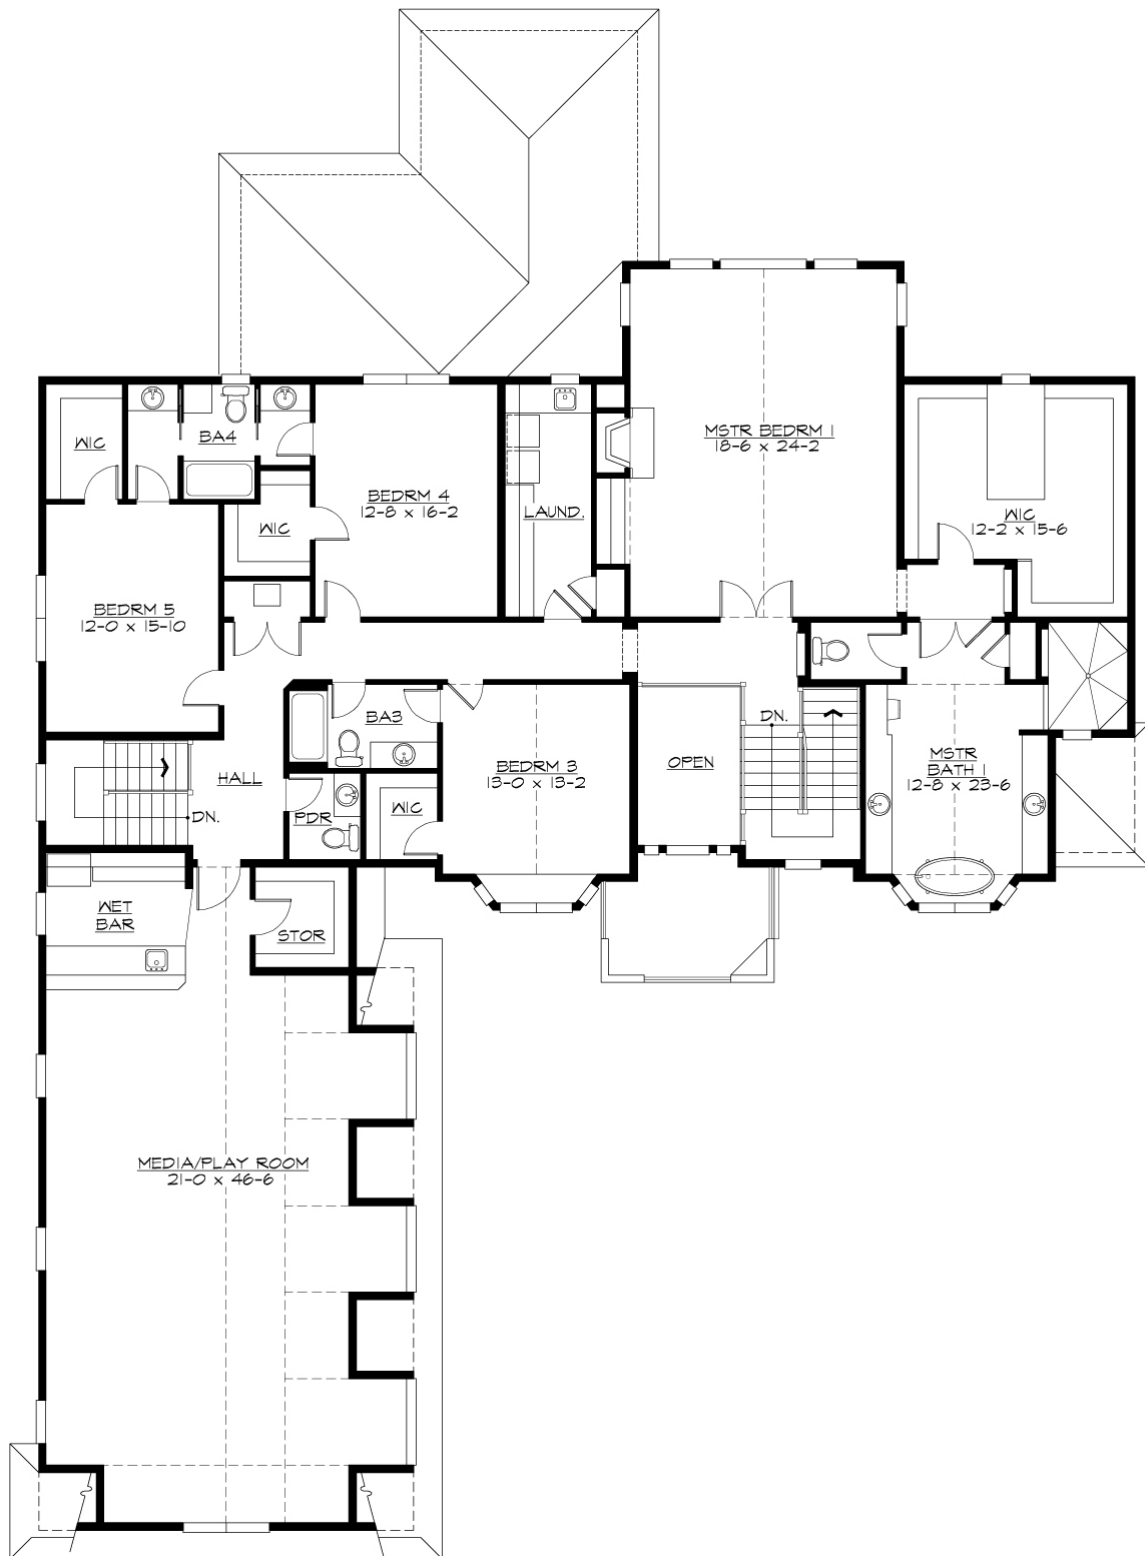 MSTR BEDRM 1
18-6 x 24-2
WIC
BA4
BEDRM 4
12-8 x 16-2
LAUND.
WIC
12-2 x 15-6
WIC
BEDRM 5
12-0 x 15-10
BA3
DN.
HALL
BEDRM 3
13-0 x 13-2
OPEN
MSTR
BATH 1
12-8 x 23-6
DN.
PDR
WIC
WET
BAR
STOR
MEDIA/PLAY ROOM
21-0 x 46-6